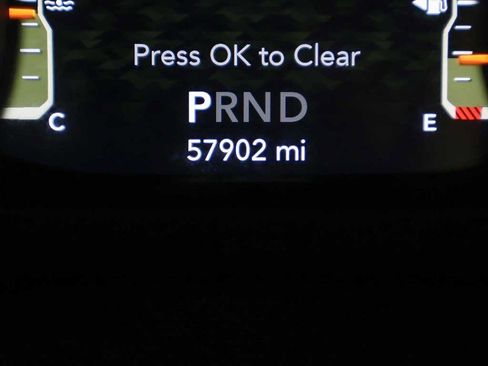 Press OK to Clear
C
PRND
E
57902 mi